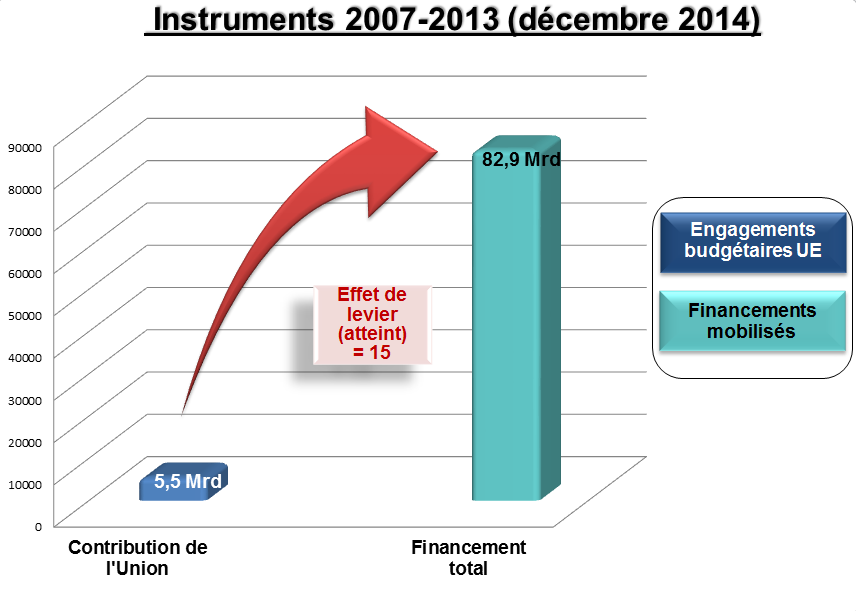 Instruments 2007-2013 (décembre 2014)
90000
80000
70000
60000
50000
40000
30000
20000
10000
0
82,9 Mrd
5,5 Mrd
Effet de
levier
(atteint)
= 15
Contribution de
l'Union
Financement
total
Engagements
budgétaires UE
Financements
mobilisés